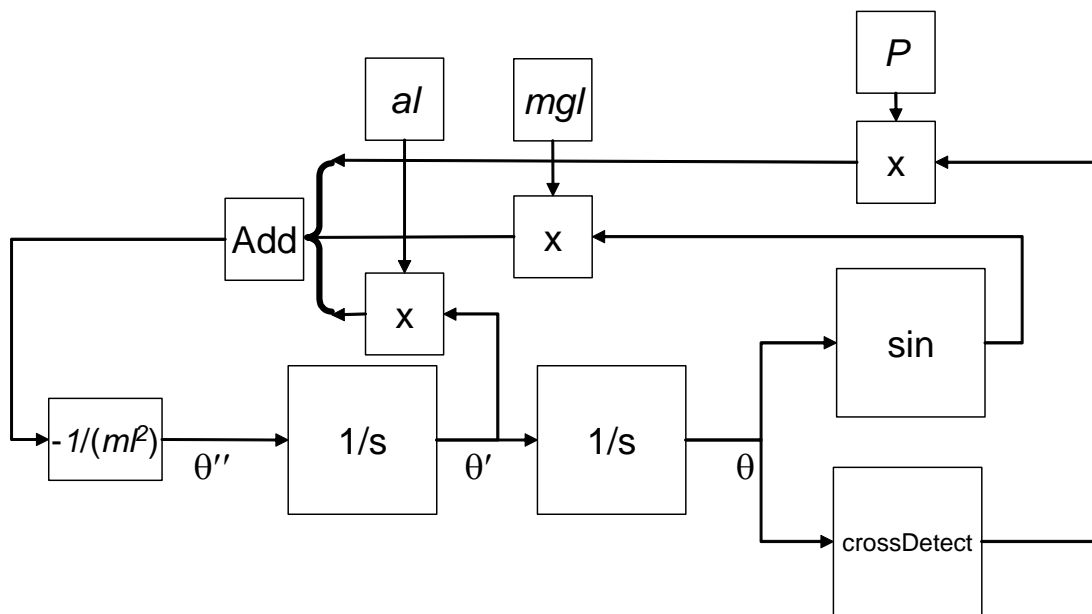 P
al
mgl
x
Add
x
x
sin
-1/(ml²)
1/s
1/s
θ′′
θ′
θ
crossDetect